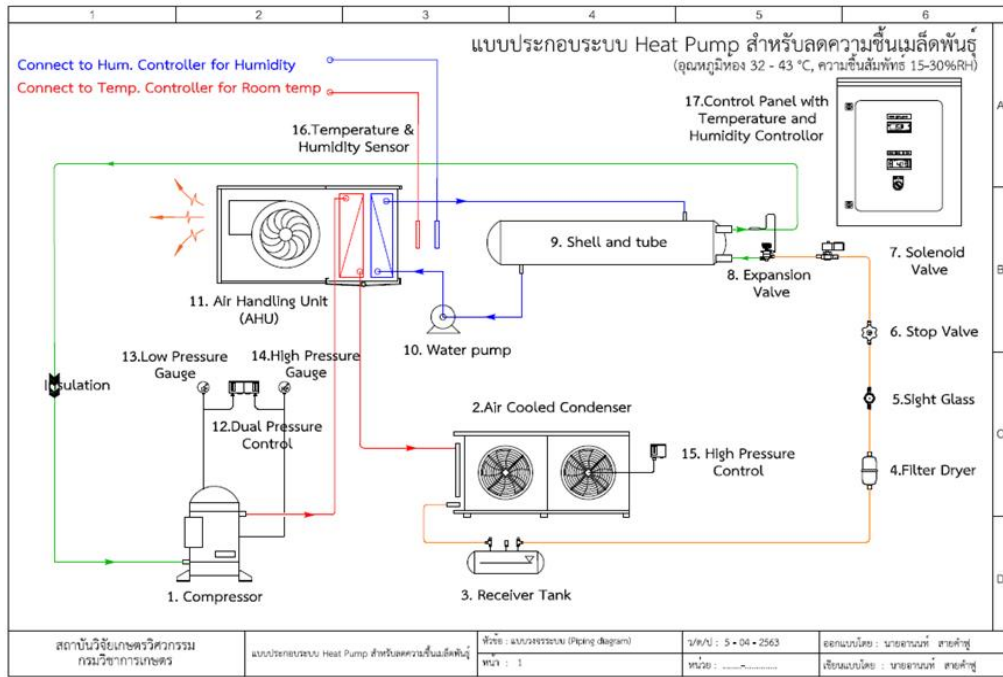 1
2
3
4
5
6
แบบประกอบระบบ Heat Pump สำหรับลดความชื้นเมล็ดพันธุ์
(อุณหภูมิห้อง 32 - 43 °C, ความชื้นสัมพัทธ์ 15-30%RH)
Connect to Hum. Controller for Humidity
Connect to Temp. Controller for Room temp
16.Temperature &
Humidity Sensor
17.Control Panel with
Temperature and
Humidity Controllor
A
9. Shell and tube
7. Solenoid
Valve
B
8. Expansion
Valve
11. Air Handling Unit
(AHU)
10. Water pump
6. Stop Valve
13.Low Pressure
Gauge
14.High Pressure
Gauge
5.Sight Glass
2.Air Cooled Condenser
12.Dual Pressure
Control
C
15. High Pressure
Control
4.Filter Dryer
1. Compressor
3. Receiver Tank
D
สถาบันวิจัยเกษตรวิศวกรรม
กรมวิชาการเกษตร
แบบประกอบระบบ Heat Pump สำหรับลดความชื้นเมล็ดพันธุ์
หัวข้อ : แบบวงจรระบบ (Piping diagram)
หน้า : 1
ว/ด/ป : 5 - 04 - 2563
หน่วย : ........-............
ออกแบบโดย : นายอานนท์ สายคำฟู
เขียนแบบโดย : นายอานนท์ สายคำฟู